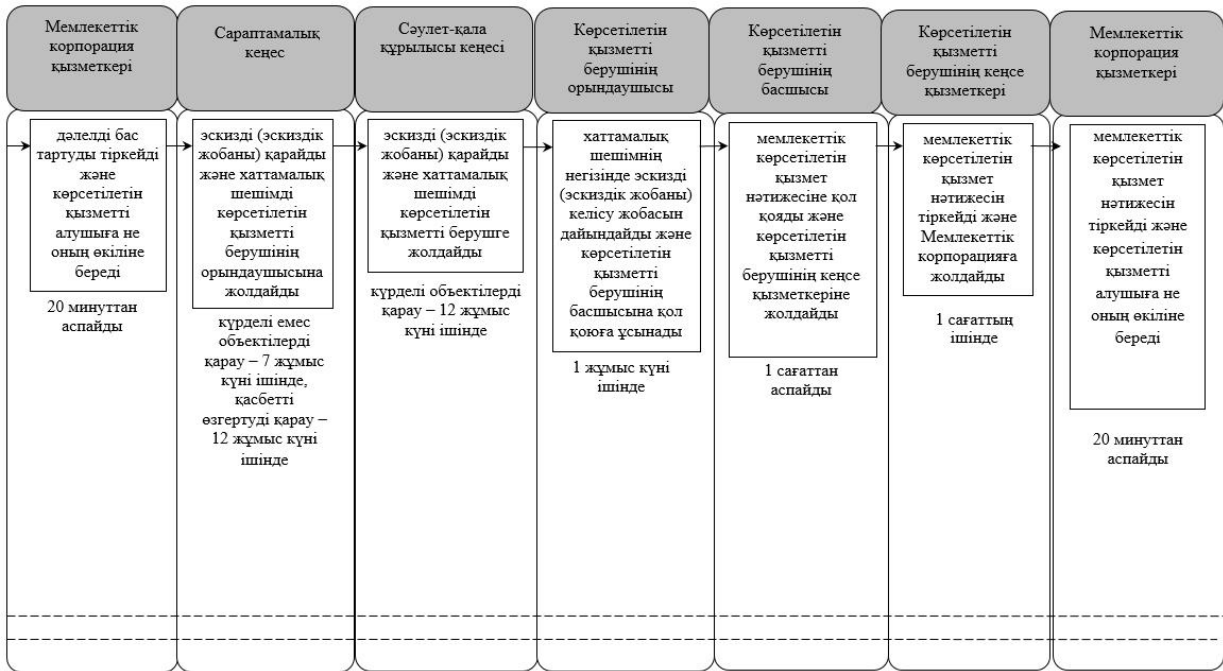 Мемлекеттік
корпорация
қызметкері
Сараптамалық
кеңес
Сәулет-қала
құрылысы кеңесі
Көрсетілетін
қызметті
берушінің
орындаушысы
Көрсетілетін
қызметті
берушінің
басшысы
Көрсетілетін
қызметті
берушінің кеңсе
қызметкері
Мемлекеттік
корпорация
қызметкері
дәлелді бас
тартуды тіркейді
және
көрсетілетін
қызметті
алушыға не
оның өкіліне
береді
20 минуттан
аспайды
эскизді (эскиздік
жобаны) қарайды
және хаттамалық
шешімді
көрсетілетін
қызметті
берушінің
орындаушысына
жолдайды
күрделі емес
объектілерді
қарау – 7 жұмыс
күні ішінде,
қасбетті
өзгертуді қарау –
12 жұмыс күні
ішінде
эскизді (эскиздік
жобаны) қарайды
және хаттамалық
шешімді
көрсетілетін
қызметті берушге
жолдайды
күрделі объектілерді
қарау – 12 жұмыс
күні ішінде
хаттамалық
шешімнің
негізінде эскизді
(эскиздік жобаны)
келісу жобасын
дайындайды және
көрсетілетін
қызметті
берушінің
басшысына қол
қоюға ұсынады
1 жұмыс күні
ішінде
мемлекеттік
көрсетілетін
қызмет
нәтижесіне қол
қояды және
көрсетілетін
қызметті
берушінің кеңсе
қызметкеріне
жолдайды
1 сағаттан
аспайды
мемлекеттік
көрсетілетін
қызмет
нәтижесін
тіркейді және
Мемлекеттік
корпорацияға
жолдайды
1 сағаттың
ішінде
мемлекеттік
көрсетілетін
қызмет
нәтижесін
тіркейді және
көрсетілетін
қызметті
алушыға не
оның өкіліне
береді
20 минуттан
аспайды